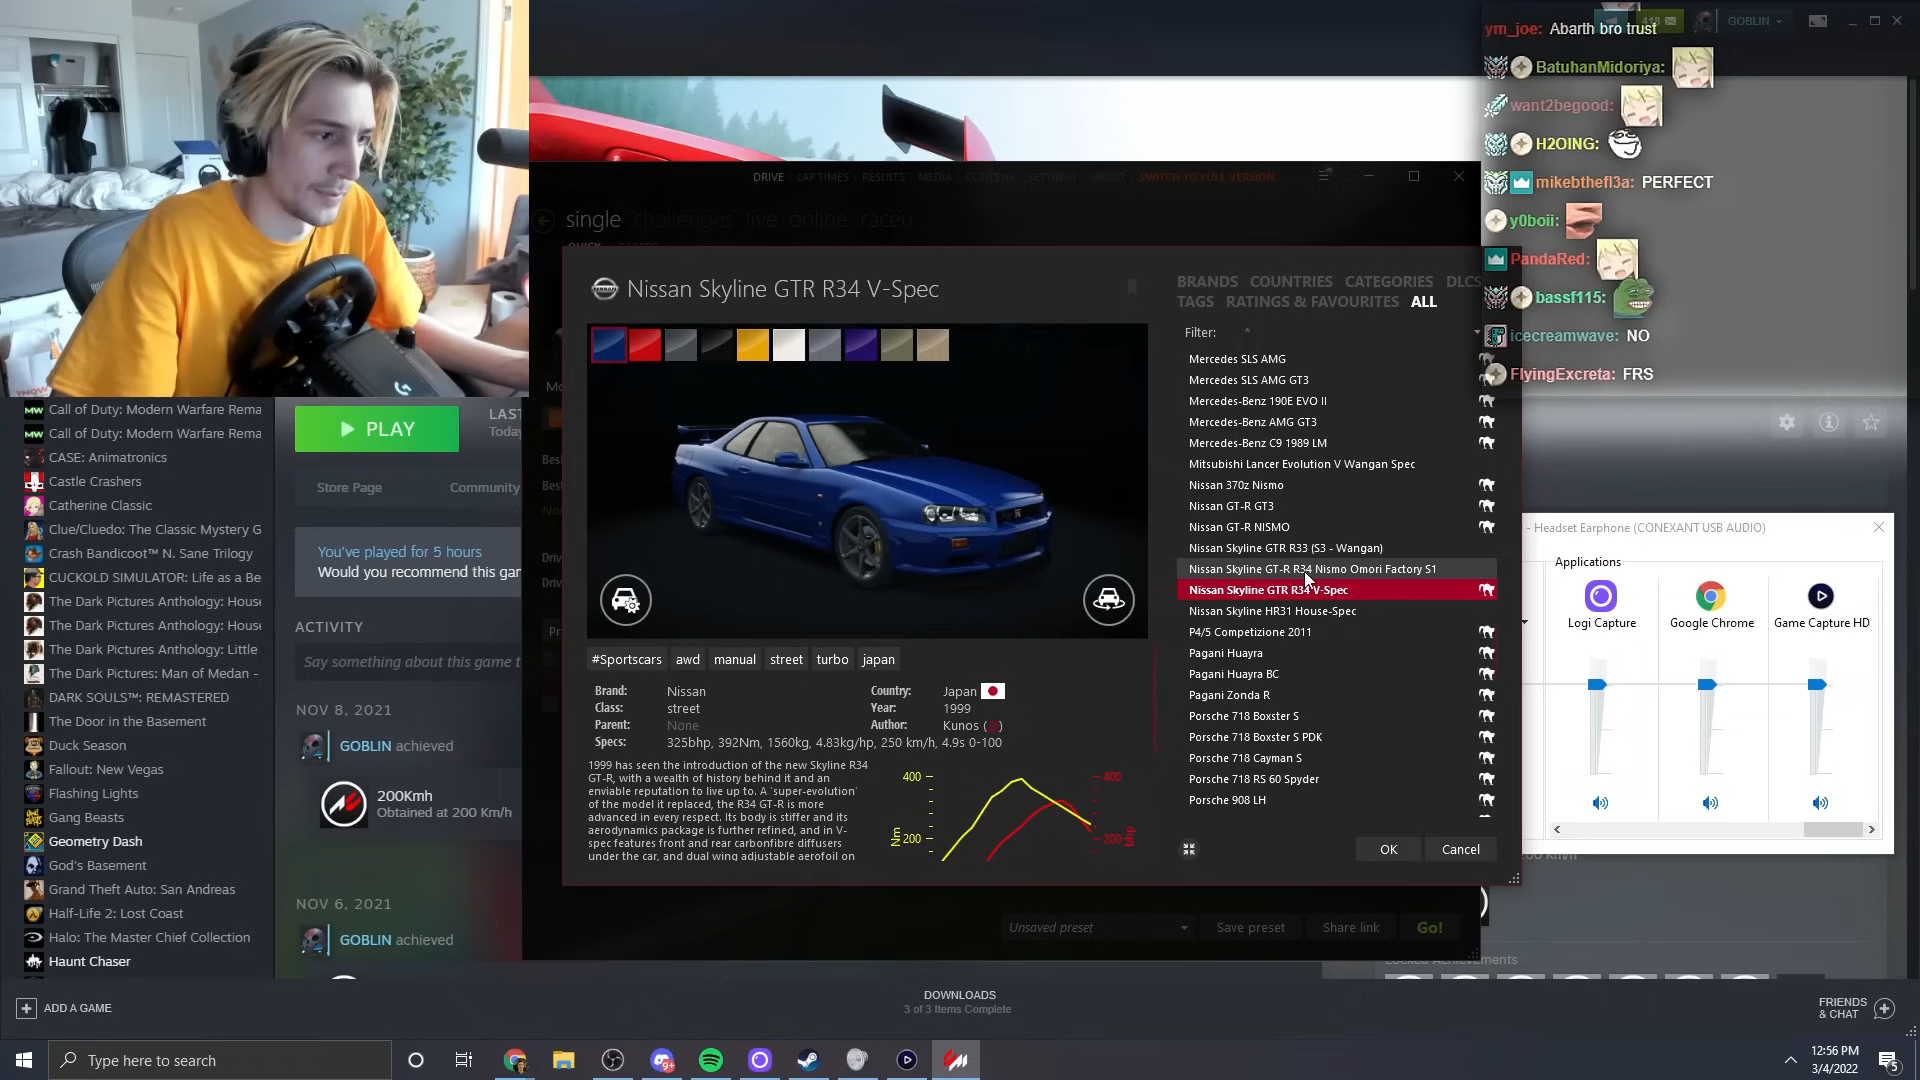 ym_joe: Abarth bro trust
BatuhanMidoriya:
want2begood:
H2OING:
mikebthefl3a: PERFECT
y0boii:
PandaRed:
bassf115:
icecreamwave: NO
FlyingExcreta: FRS
418
GOBLIN
DRIVE LAP TIMES RESULTS MEDIA CONTENT SETTINGS ABOUT SWITCH TO FULL VERSION
single challenges live online raceu
Nissan Skyline GTR R34 V-Spec
BRANDS COUNTRIES CATEGORIES DLCS
TAGS RATINGS & FAVOURITES ALL
Filter: *
Mercedes SLS AMG
Mercedes SLS AMG GT3
Mercedes-Benz 190E EVO II
Mercedes-Benz AMG GT3
Mercedes-Benz C9 1989 LM
Mitsubishi Lancer Evolution V Wangan Spec
Nissan 370z Nismo
Nissan GT-R GT3
Nissan GT-R NISMO
Nissan Skyline GTR R33 (S3 - Wangan)
Nissan Skyline GT-R R34 Nismo Omori Factory S1
Nissan Skyline GTR R34 V-Spec
Nissan Skyline HR31 House-Spec
P4/5 Competizione 2011
Pagani Huayra
Pagani Huayra BC
Pagani Zonda R
Porsche 718 Boxster S
Porsche 718 Boxster S PDK
Porsche 718 Cayman S
Porsche 718 RS 60 Spyder
Porsche 908 LH
OK Cancel
#Sportscars awd manual street turbo japan
Brand: Nissan Country: Japan
Class: street Year: 1999
Parent: None Author: Kunos
Specs: 325bhp, 392Nm, 1560kg, 4.83kg/hp, 250 km/h, 4.9s 0-100
1999 has seen the introduction of the new Skyline R34
GT-R, with a wealth of history behind it and an
enviable reputation to live up to. A 'super-evolution'
of the model it replaced, the R34 GT-R is more
advanced in every respect. Its body is stiffer and its
aerodynamics package is further refined, and in V-
spec features front and rear carbonfibre diffusers
under the car, and dual wing adjustable aerofoil on
400
200
Nm
400
200
bhp
Unsaved preset Save preset Share link Go!
MW Call of Duty: Modern Warfare Rema
MW Call of Duty: Modern Warfare Rema
CASE: Animatronics
Castle Crashers
Catherine Classic
Clue/Cluedo: The Classic Mystery G
Crash Bandicoot™ N. Sane Trilogy
CUCKOLD SIMULATOR: Life as a Be
The Dark Pictures Anthology: House
The Dark Pictures Anthology: House
The Dark Pictures Anthology: Little
The Dark Pictures: Man of Medan -
DARK SOULS™: REMASTERED
The Door in the Basement
Duck Season
Fallout: New Vegas
Flashing Lights
Gang Beasts
Geometry Dash
God's Basement
Grand Theft Auto: San Andreas
Half-Life 2: Lost Coast
Halo: The Master Chief Collection
Haunt Chaser
PLAY
LAST
Today
Store Page Community
You've played for 5 hours
Would you recommend this gam
ACTIVITY
Say something about this game t
NOV 8, 2021
GOBLIN achieved
200Kmh
Obtained at 200 Km/h
NOV 6, 2021
GOBLIN achieved
- Headset Earphone (CONEXANT USB AUDIO)
Applications
Logi Capture
Google Chrome
Game Capture HD
Locked Achievements
ADD A GAME
DOWNLOADS
3 of 3 Items Complete
FRIENDS
& CHAT
Type here to search
9+
12:56 PM
3/4/2022
5